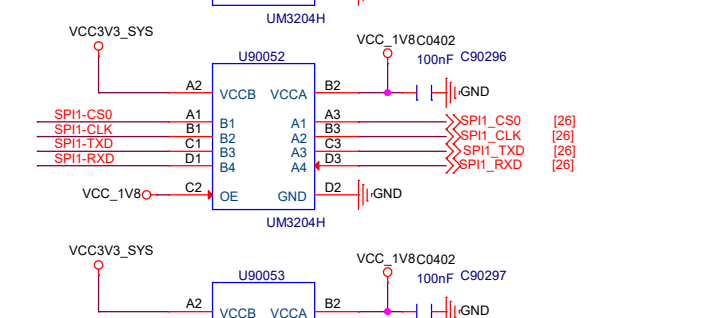 UM3204H
VCC3V3_SYS
VCC_1V8 C0402
U90052
100nF C90296
A2 VCCB VCCA B2 GND
SPI1-CS0 A1 B1 A1 A3 SPI1_CS0 [26]
SPI1-CLK B1 B2 A2 B3 SPI1_CLK [26]
SPI1-TXD C1 B3 A3 C3 SPI1_TXD [26]
SPI1-RXD D1 B4 A4 D3 SPI1_RXD [26]
VCC_1V8 C2 OE GND D2 GND
UM3204H
VCC3V3_SYS
VCC_1V8 C0402
U90053
100nF C90297
A2 VCCB VCCA B2 GND